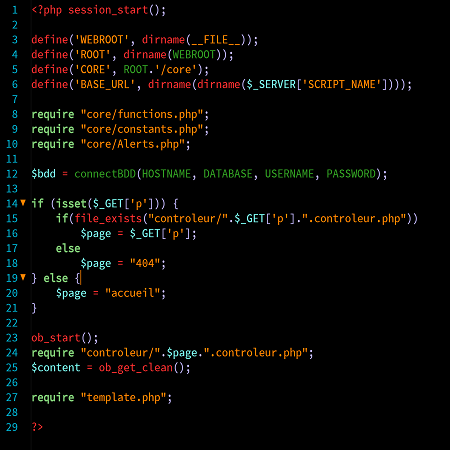 1 <?php session_start();
2
3 define('WEBROOT', dirname(__FILE__));
4 define('ROOT', dirname(WEBROOT));
5 define('CORE', ROOT.'/core');
6 define('BASE_URL', dirname(dirname($_SERVER['SCRIPT_NAME'])));
7
8 require "core/functions.php";
9 require "core/constants.php";
10 require "core/Alerts.php";
11
12 $bdd = connectBDD(HOSTNAME, DATABASE, USERNAME, PASSWORD);
13
14 if (isset($_GET['p'])) {
15 if(file_exists("controleur/".$_GET['p'].".controleur.php"))
16 $page = $_GET['p'];
17 else
18 $page = "404";
19 } else {
20 $page = "accueil";
21 }
22
23 ob_start();
24 require "controleur/".$page.".controleur.php";
25 $content = ob_get_clean();
26
27 require "template.php";
28
29 ?>